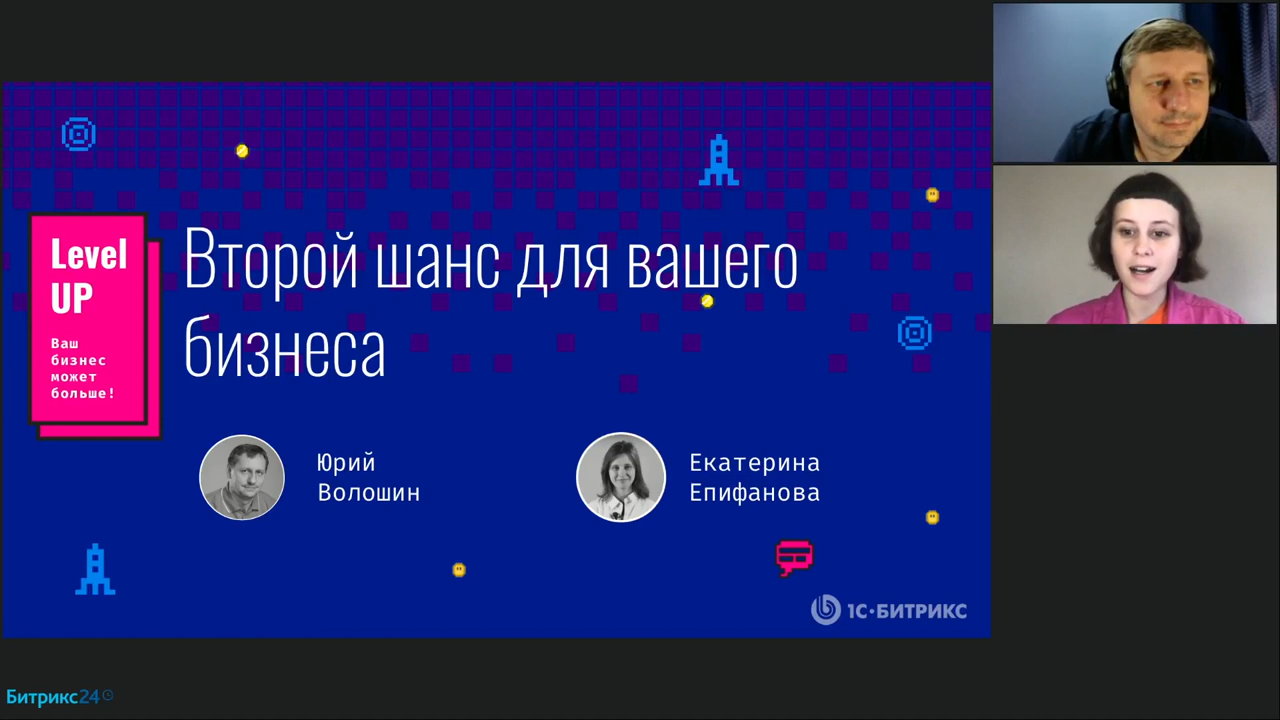 Level
UP
Ваш
бизнес
может
больше!
Второй шанс для вашего
бизнеса
Юрий
Волошин
Екатерина
Епифанова
1С·БИТРИКС
Битрикс24